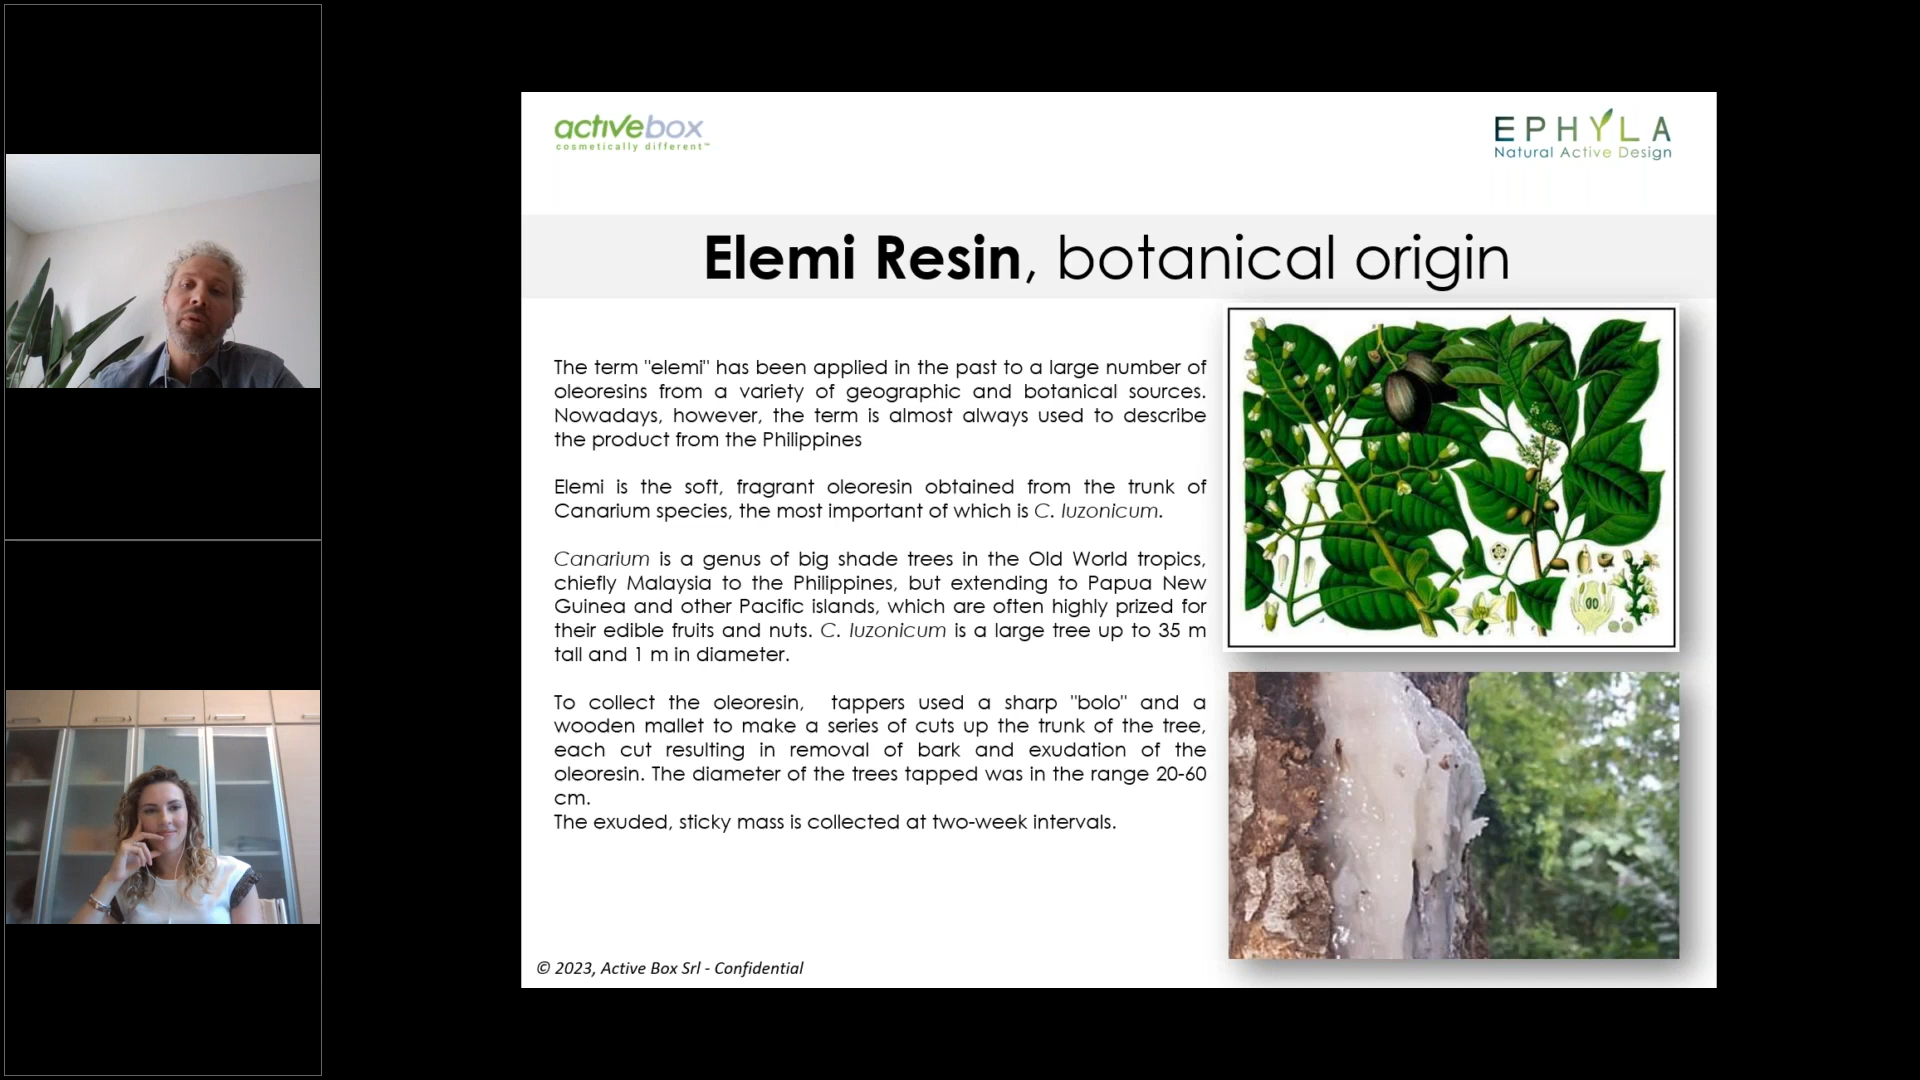 activebox
cosmetically different™
EPHYLA
Natural Active Design
Elemi Resin, botanical origin
The term "elemi" has been applied in the past to a large number of
oleoresins from a variety of geographic and botanical sources.
Nowadays, however, the term is almost always used to describe
the product from the Philippines
Elemi is the soft, fragrant oleoresin obtained from the trunk of
Canarium species, the most important of which is C. luzonicum.
Canarium is a genus of big shade trees in the Old World tropics,
chiefly Malaysia to the Philippines, but extending to Papua New
Guinea and other Pacific islands, which are often highly prized for
their edible fruits and nuts. C. luzonicum is a large tree up to 35 m
tall and 1 m in diameter.
To collect the oleoresin, tappers used a sharp "bolo" and a
wooden mallet to make a series of cuts up the trunk of the tree,
each cut resulting in removal of bark and exudation of the
oleoresin. The diameter of the trees tapped was in the range 20-60
cm.
The exuded, sticky mass is collected at two-week intervals.
© 2023, Active Box Srl - Confidential